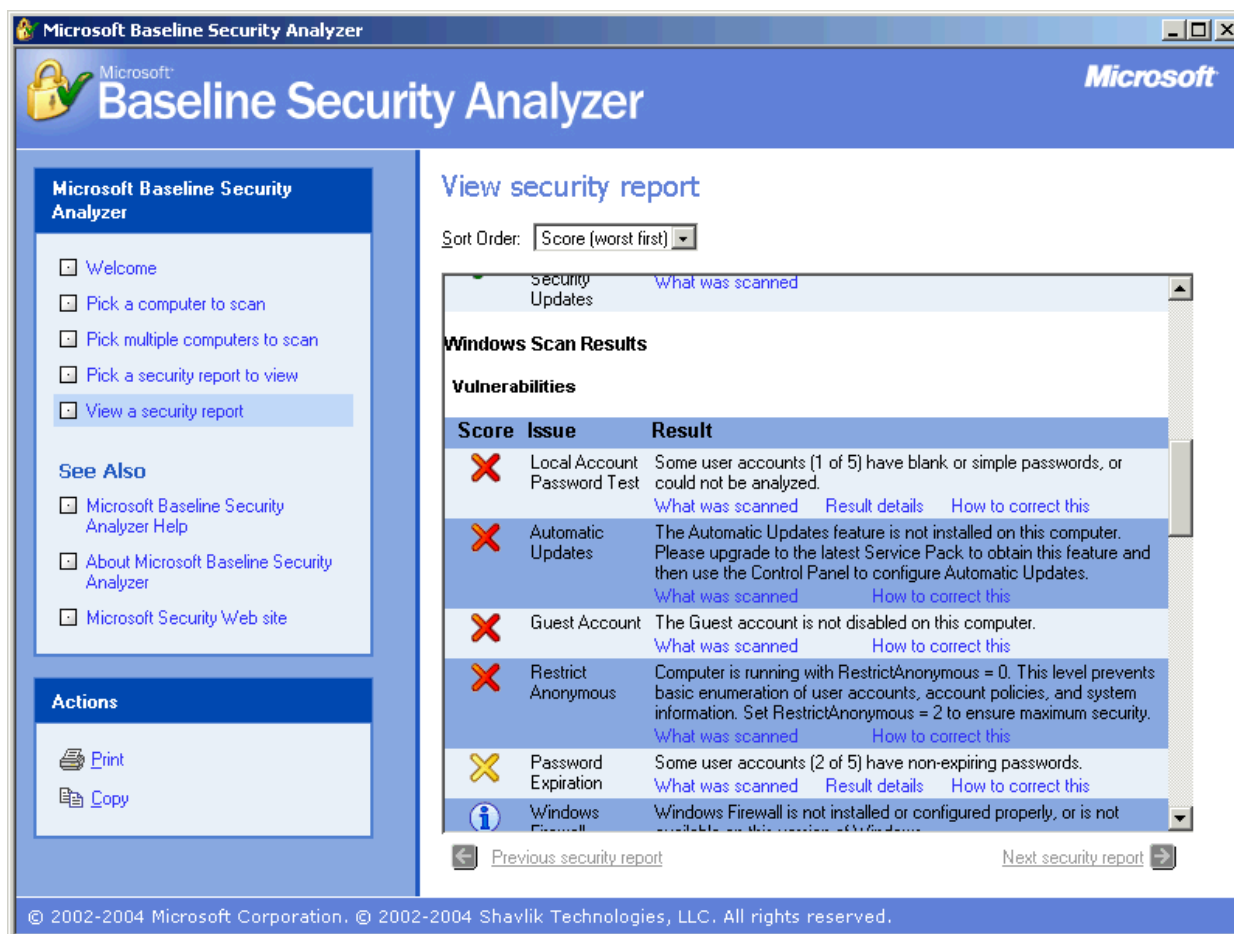 Microsoft Baseline Security Analyzer
Microsoft
Baseline Security Analyzer
Microsoft
Microsoft Baseline Security
Analyzer
Welcome
Pick a computer to scan
Pick multiple computers to scan
Pick a security report to view
View a security report
See Also
Microsoft Baseline Security
Analyzer Help
About Microsoft Baseline Security
Analyzer
Microsoft Security Web site
Actions
Print
Copy
View security report
Sort Order: Score (worst first)
Security What was scanned
Updates
Windows Scan Results
Vulnerabilities
Score Issue Result
Local Account Some user accounts (1 of 5) have blank or simple passwords, or
Password Test could not be analyzed.
What was scanned Result details How to correct this
Automatic The Automatic Updates feature is not installed on this computer.
Updates Please upgrade to the latest Service Pack to obtain this feature and
then use the Control Panel to configure Automatic Updates.
What was scanned How to correct this
Guest Account The Guest account is not disabled on this computer.
What was scanned How to correct this
Restrict Computer is running with RestrictAnonymous = 0. This level prevents
Anonymous basic enumeration of user accounts, account policies, and system
information. Set RestrictAnonymous = 2 to ensure maximum security.
What was scanned How to correct this
Password Some user accounts (2 of 5) have non-expiring passwords.
Expiration What was scanned Result details How to correct this
Windows Windows Firewall is not installed or configured properly, or is not
Previous security report Next security report
© 2002-2004 Microsoft Corporation. © 2002-2004 Shavlik Technologies, LLC. All rights reserved.